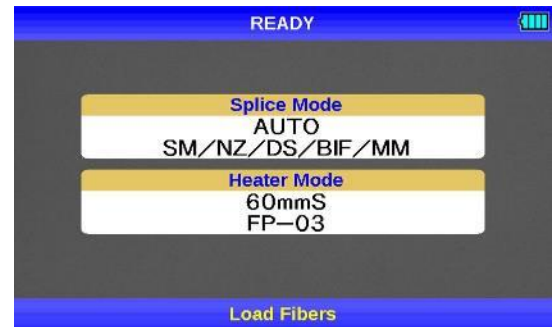 READY
Splice Mode
AUTO
SM/NZ/DS/BIF/MM
Heater Mode
60mmS
FP-03
Load Fibers